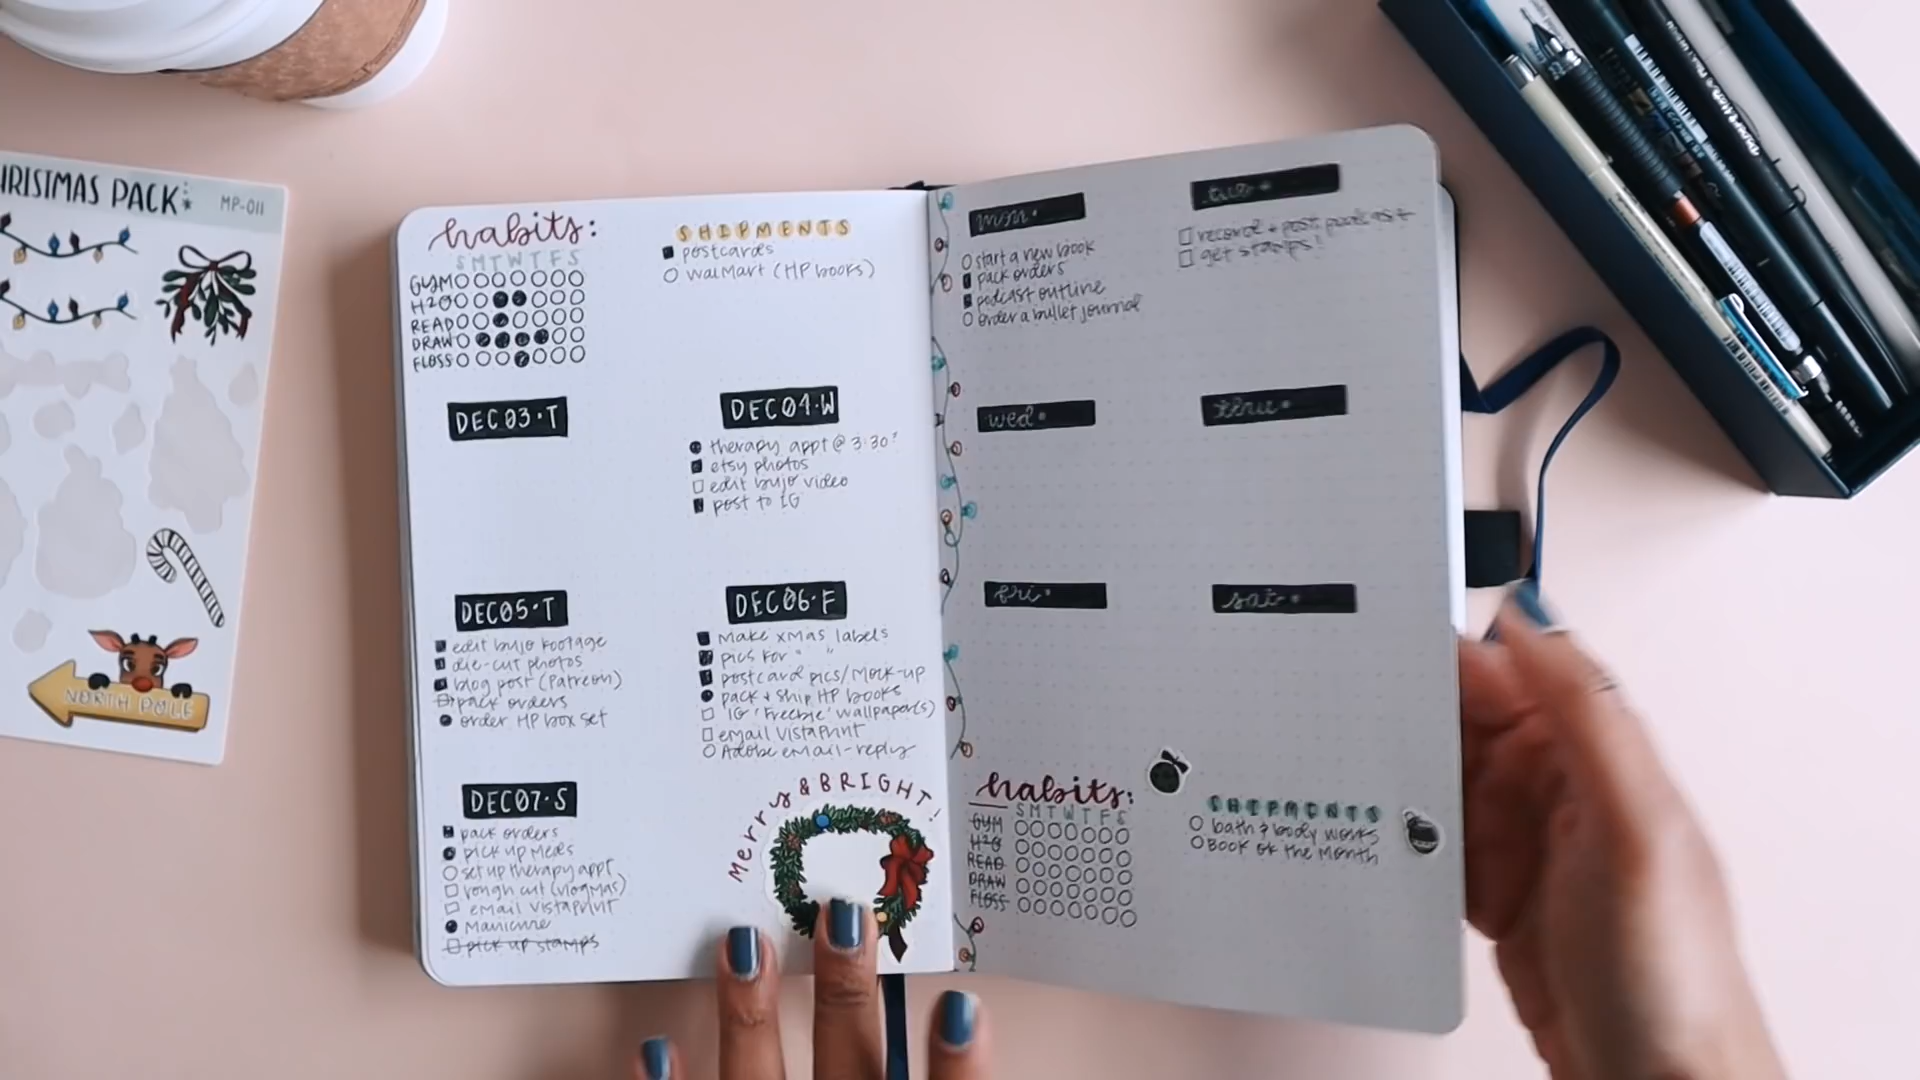 RISTMAS PACK
MP-011
NORTH POLE
habits:
S M T W T F S
GYM
H2O
READ
DRAW
FLOSS
SHIPMENTS
postcards
walmart (HP books)
DEC03·T
DEC04·W
therapy appt @ 3:30
etsy photos
edit bujo video
post to IG
DEC05·T
edit bujo footage
die-cut photos
blog post (Patreon)
pack orders
order HP box set
DEC06·F
make xmas labels
pics for " "
postcard pics/mock-up
pack + ship HP books
IG 'Freebie' wallpaper(s)
email vistaprint
Adobe email-reply
DEC07·S
pack orders
pick up meds
set up therapy appt
rough cut (vlogmas)
email vistaprint
manicure
pick up stamps
Merry & BRIGHT!
mon·
start a new book
pack orders
podcast outline
order a bullet journal
tue·
record + post podcast
get stamps!
wed·
thu·
fri·
sat·
habits:
S M T W T F S
GYM
H2O
READ
DRAW
FLOSS
SHIPMENTS
bath & body works
Book of the Month